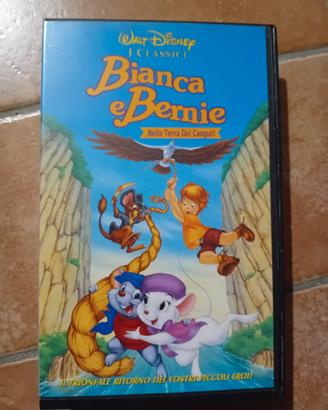 Walt Disney
I Classici
Bianca
e Bernie
Nella Terra Dei Canguri
IL TRIONFALE RITORNO DEI VOSTRI PICCOLI EROI!